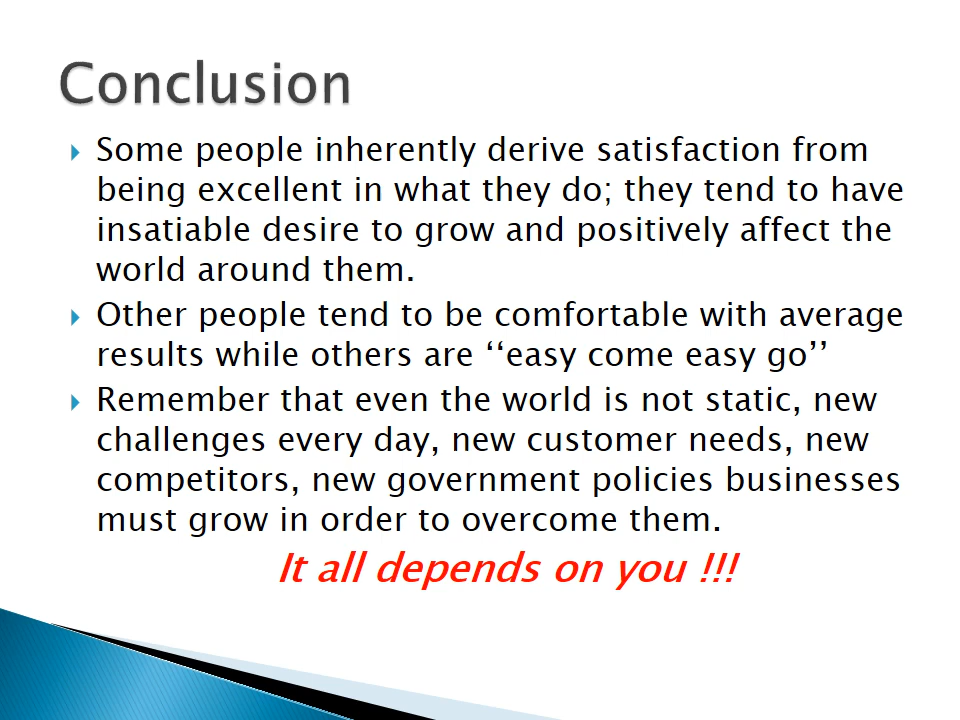 Conclusion
Some people inherently derive satisfaction from
being excellent in what they do; they tend to have
insatiable desire to grow and positively affect the
world around them.
Other people tend to be comfortable with average
results while others are ‘‘easy come easy go’’
Remember that even the world is not static, new
challenges every day, new customer needs, new
competitors, new government policies businesses
must grow in order to overcome them.
It all depends on you !!!